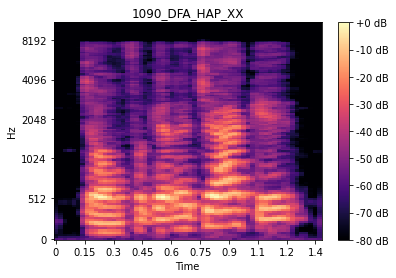 1090_DFA_HAP_XX
8192
4096
2048
1024
512
0
Hz
0 0.15 0.3 0.45 0.6 0.75 0.9 1.1 1.2 1.4
Time
+0 dB
-10 dB
-20 dB
-30 dB
-40 dB
-50 dB
-60 dB
-70 dB
-80 dB